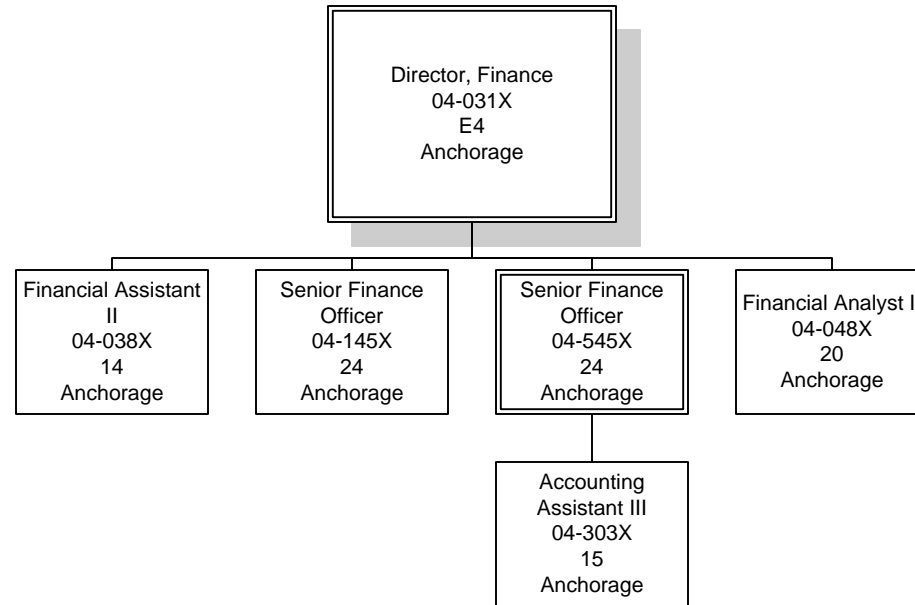 Director, Finance
04-031X
E4
Anchorage
Financial Assistant
II
04-038X
14
Anchorage
Senior Finance
Officer
04-145X
24
Anchorage
Senior Finance
Officer
04-545X
24
Anchorage
Financial Analyst I
04-048X
20
Anchorage
Accounting
Assistant III
04-303X
15
Anchorage